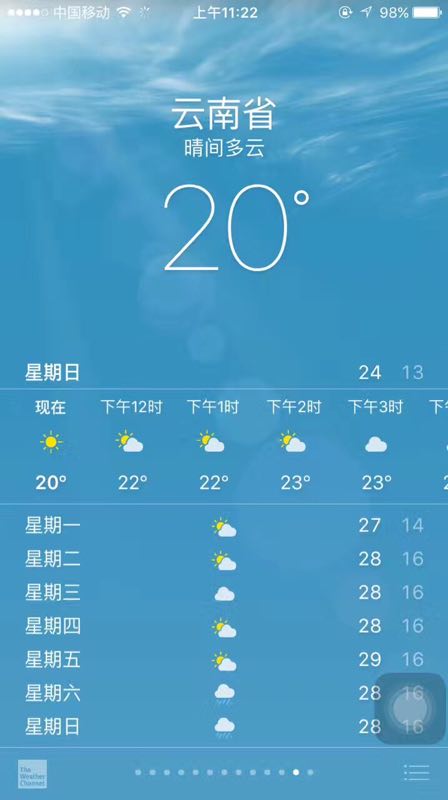 中国移动 上午11:22 98%
云南省
晴间多云
20°
星期日 24 13
现在 下午12时 下午1时 下午2时 下午3时 下
20° 22° 22° 23° 23° 2
星期一 27 14
星期二 28 16
星期三 28 16
星期四 28 16
星期五 29 16
星期六 28 16
星期日 28 16
The
Weather
Channel